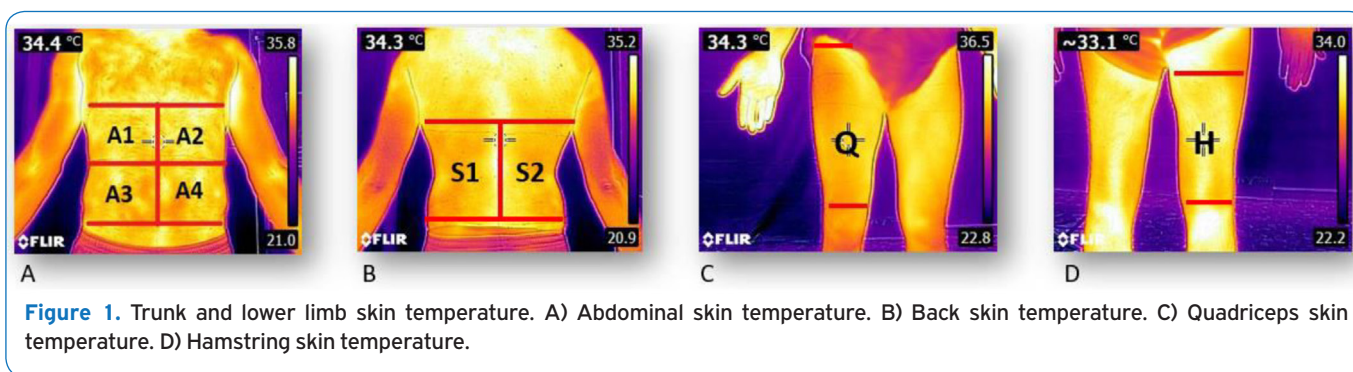 34.4 °C 35.8
A1 A2
A3 A4
FLIR 21.0
A
34.3 °C 35.2
S1 S2
FLIR 20.9
B
34.3 °C 36.5
Q
FLIR 22.8
C
~33.1 °C 34.0
H
FLIR 22.2
D
Figure 1. Trunk and lower limb skin temperature. A) Abdominal skin temperature. B) Back skin temperature. C) Quadriceps skin
temperature. D) Hamstring skin temperature.